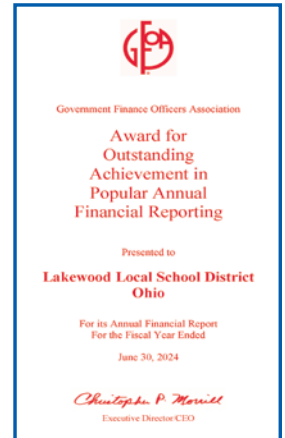 GFOA
Government Finance Officers Association
Award for
Outstanding
Achievement in
Popular Annual
Financial Reporting
Presented to
Lakewood Local School District
Ohio
For its Annual Financial Report
For the Fiscal Year Ended
June 30, 2024
Christopher P. Morrill
Executive Director/CEO